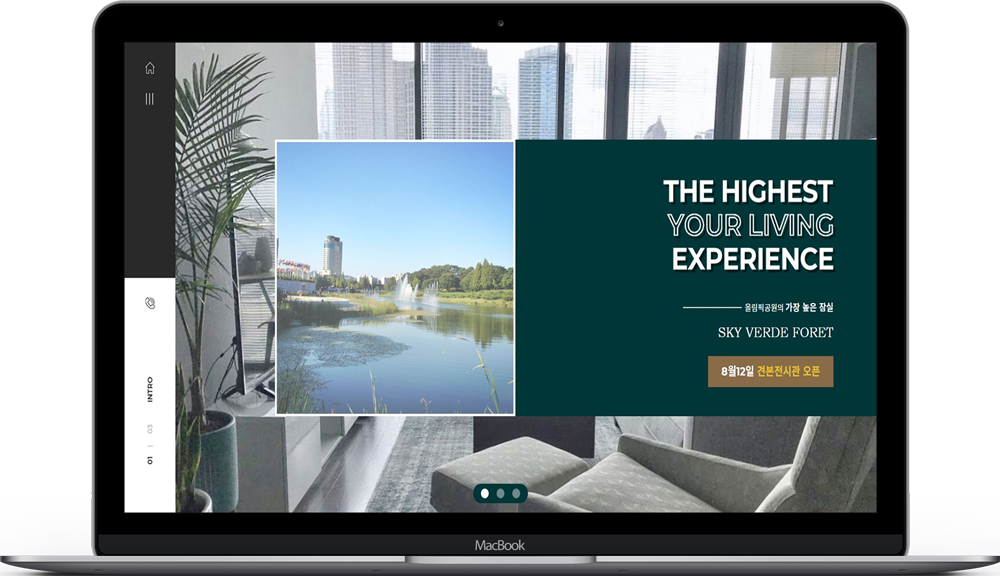 THE HIGHEST
YOUR LIVING
EXPERIENCE
올림픽공원의 가장 높은 잠실
SKY VERDE FORET
8월12일 견본전시관 오픈
INTRO
03
01
MacBook